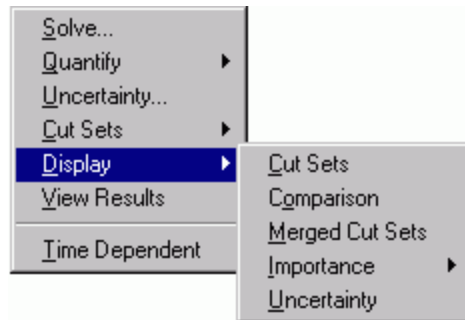 Solve...
Quantify
Uncertainty...
Cut Sets
Display
View Results
Time Dependent
Cut Sets
Comparison
Merged Cut Sets
Importance
Uncertainty